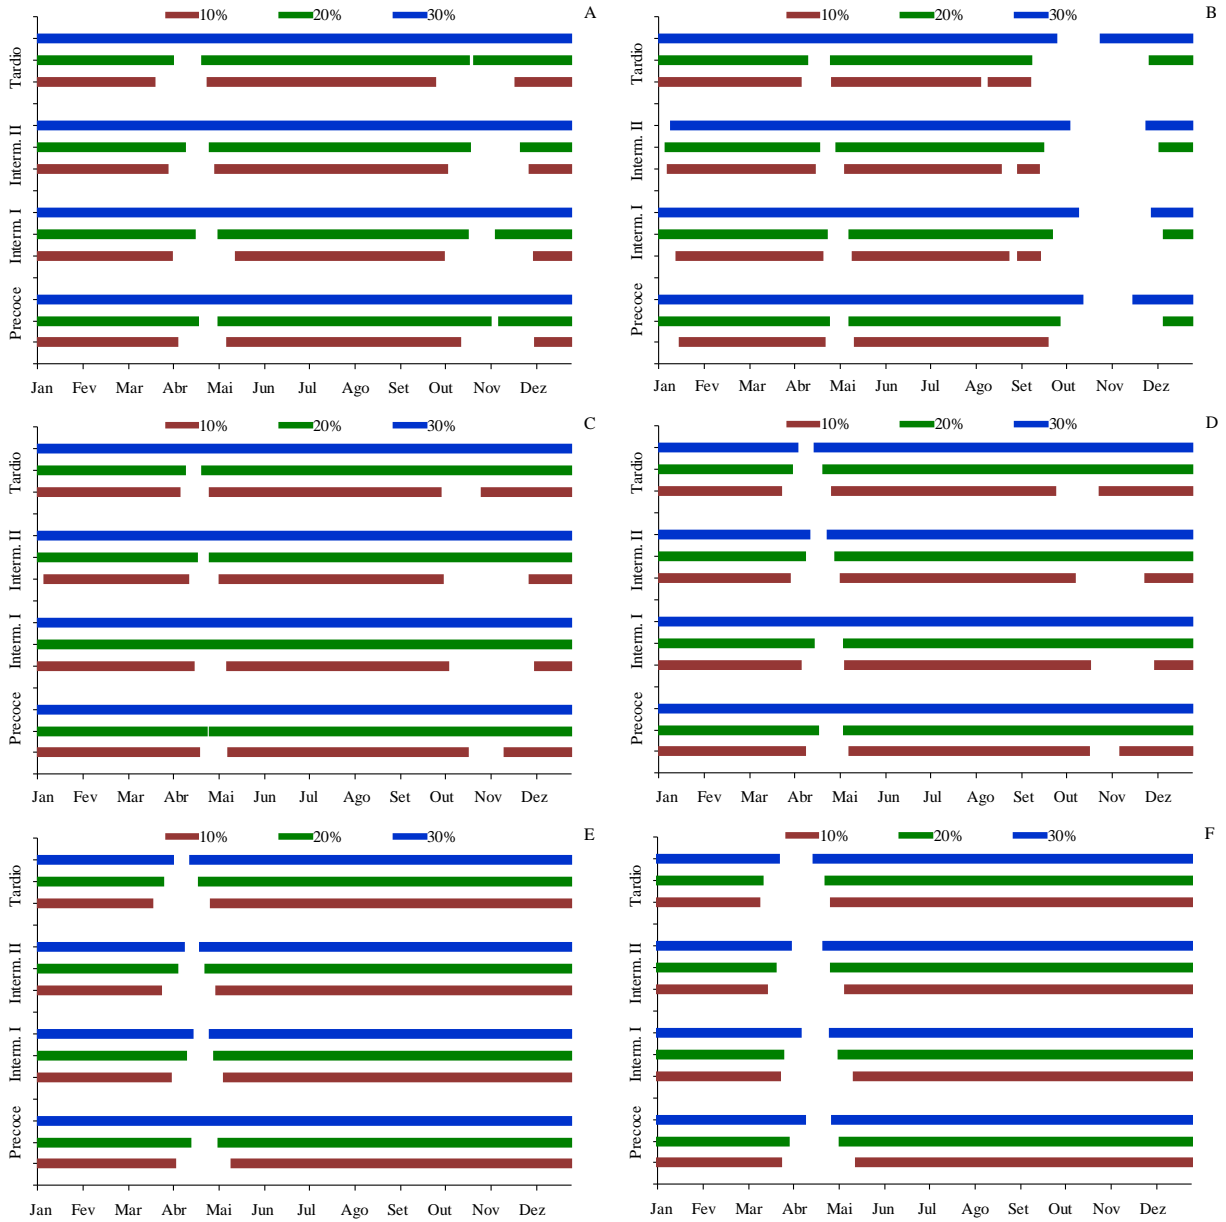 10% 20% 30% A
Tardio
Interm. II
Interm. I
Precoce
Jan Fev Mar Abr Mai Jun Jul Ago Set Out Nov Dez
10% 20% 30% B
Tardio
Interm. II
Interm. I
Precoce
Jan Fev Mar Abr Mai Jun Jul Ago Set Out Nov Dez
10% 20% 30% C
Tardio
Interm. II
Interm. I
Precoce
Jan Fev Mar Abr Mai Jun Jul Ago Set Out Nov Dez
10% 20% 30% D
Tardio
Interm. II
Interm. I
Precoce
Jan Fev Mar Abr Mai Jun Jul Ago Set Out Nov Dez
10% 20% 30% E
Tardio
Interm. II
Interm. I
Precoce
Jan Fev Mar Abr Mai Jun Jul Ago Set Out Nov Dez
10% 20% 30% F
Tardio
Interm. II
Interm. I
Precoce
Jan Fev Mar Abr Mai Jun Jul Ago Set Out Nov Dez